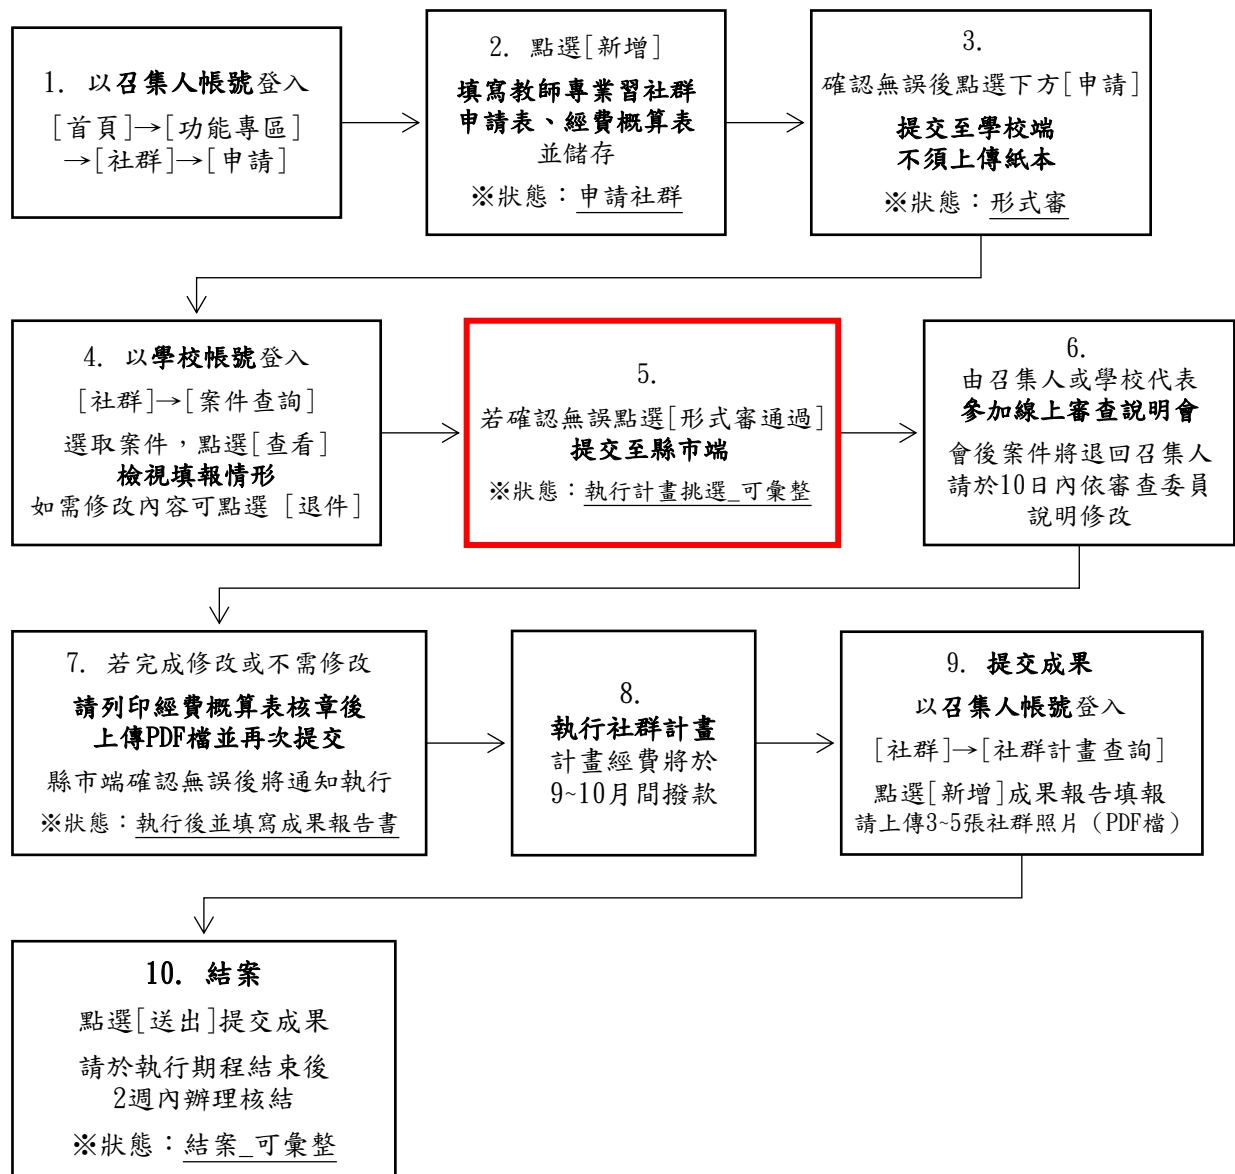 1. 以召集人帳號登入
[首頁]→[功能專區]
→[社群]→[申請]
2. 點選[新增]
填寫教師專業習社群
申請表、經費概算表
並儲存
※狀態：申請社群
3.
確認無誤後點選下方[申請]
提交至學校端
不須上傳紙本
※狀態：形式審
4. 以學校帳號登入
[社群]→[案件查詢]
選取案件，點選[查看]
檢視填報情形
如需修改內容可點選 [退件]
5.
若確認無誤點選[形式審通過]
提交至縣市端
※狀態：執行計畫挑選_可彙整
6.
由召集人或學校代表
參加線上審查說明會
會後案件將退回召集人
請於10日內依審查委員
說明修改
7. 若完成修改或不需修改
請列印經費概算表核章後
上傳PDF檔並再次提交
縣市端確認無誤後將通知執行
※狀態：執行後並填寫成果報告書
8.
執行社群計畫
計畫經費將於
9~10月間撥款
9. 提交成果
以召集人帳號登入
[社群]→[社群計畫查詢]
點選[新增]成果報告填報
請上傳3~5張社群照片（PDF檔）
10. 結案
點選[送出]提交成果
請於執行期程結束後
2週內辦理核結
※狀態：結案_可彙整